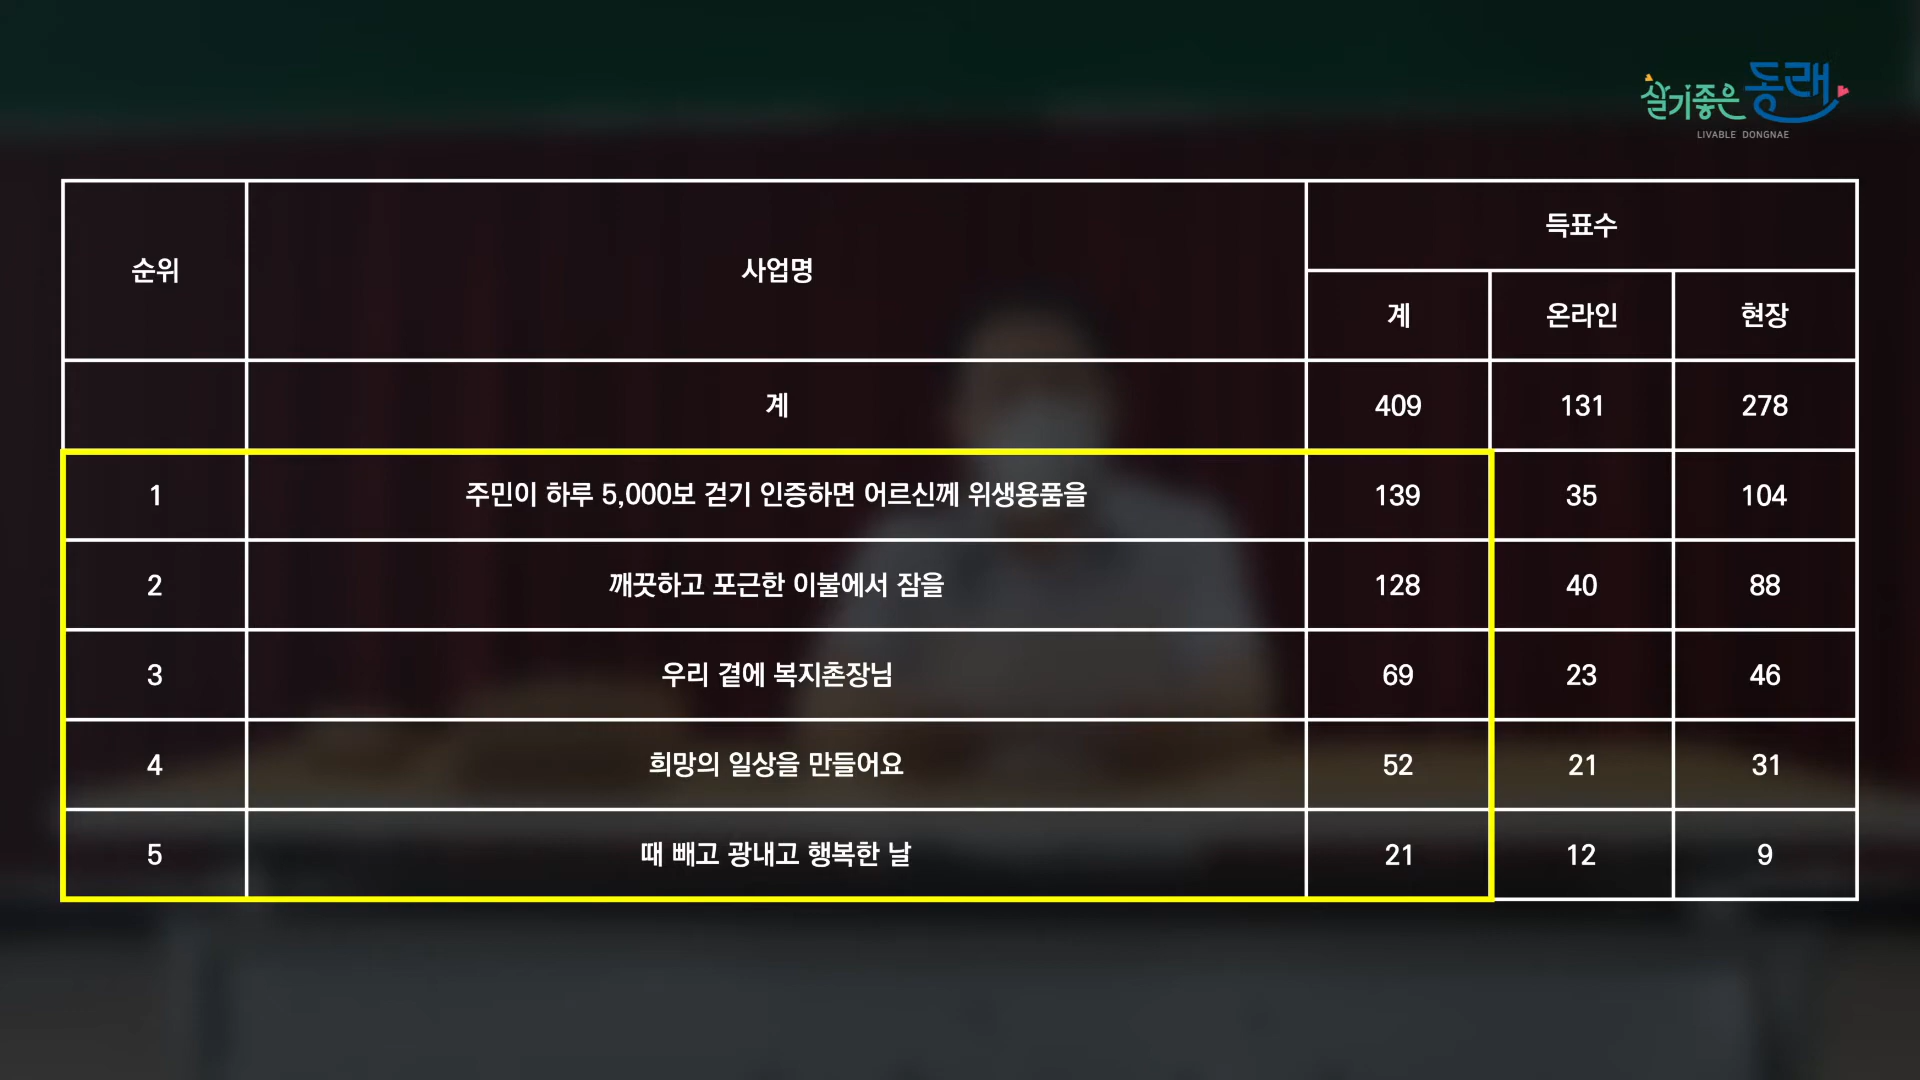 살기좋은 동래
LIVABLE DONGNAE
순위 사업명 득표수
계 온라인 현장
계 409 131 278
1 주민이 하루 5,000보 걷기 인증하면 어르신께 위생용품을 139 35 104
2 깨끗하고 포근한 이불에서 잠을 128 40 88
3 우리 곁에 복지촌장님 69 23 46
4 희망의 일상을 만들어요 52 21 31
5 때 빼고 광내고 행복한 날 21 12 9